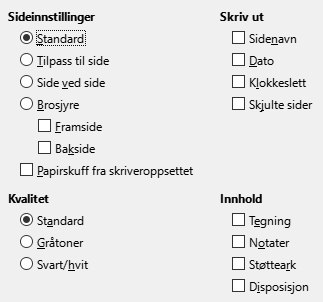 Sideinnstillinger
Standard
Tilpass til side
Side ved side
Brosjyre
Framside
Bakside
Papirskuff fra skriveroppsettet
Skriv ut
Sidenavn
Dato
Klokkeslett
Skjulte sider
Kvalitet
Standard
Gråtoner
Svart/hvit
Innhold
Tegning
Notater
Støtteark
Disposisjon